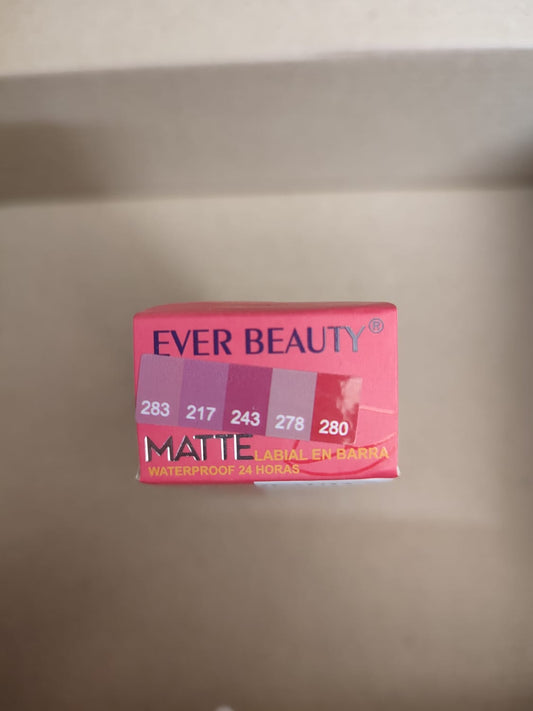 EVER BEAUTY®
283 217 243 278 280
MATTE LABIAL EN BARRA
WATERPROOF 24 HORAS